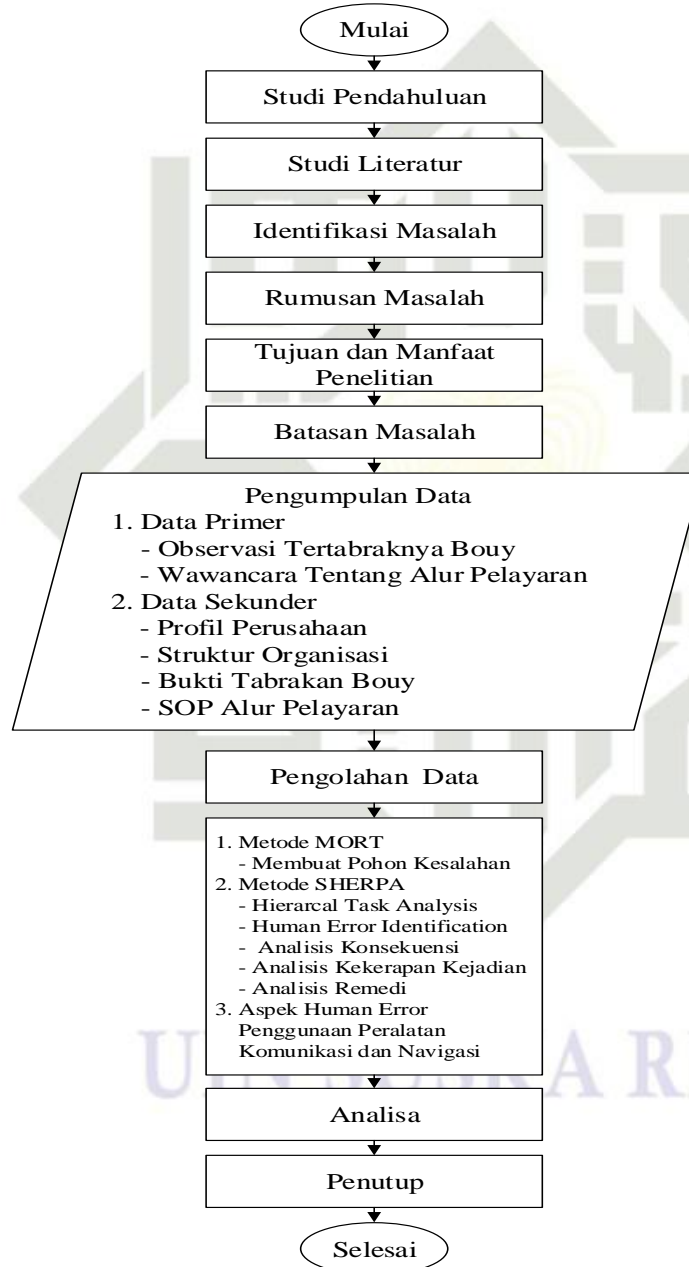 Mulai
Studi Pendahuluan
Studi Literatur
Identifikasi Masalah
Rumusan Masalah
Tujuan dan Manfaat
Penelitian
Batasan Masalah
Pengumpulan Data
1. Data Primer
- Observasi Tertabraknya Bouy
- Wawancara Tentang Alur Pelayaran
2. Data Sekunder
- Profil Perusahaan
- Struktur Organisasi
- Bukti Tabrakan Bouy
- SOP Alur Pelayaran
Pengolahan Data
1. Metode MORT
- Membuat Pohon Kesalahan
2. Metode SHERPA
- Hierarcal Task Analysis
- Human Error Identification
- Analisis Konsekuensi
- Analisis Kekerapan Kejadian
- Analisis Remedi
3. Aspek Human Error
Penggunaan Peralatan
Komunikasi dan Navigasi
Analisa
Penutup
Selesai